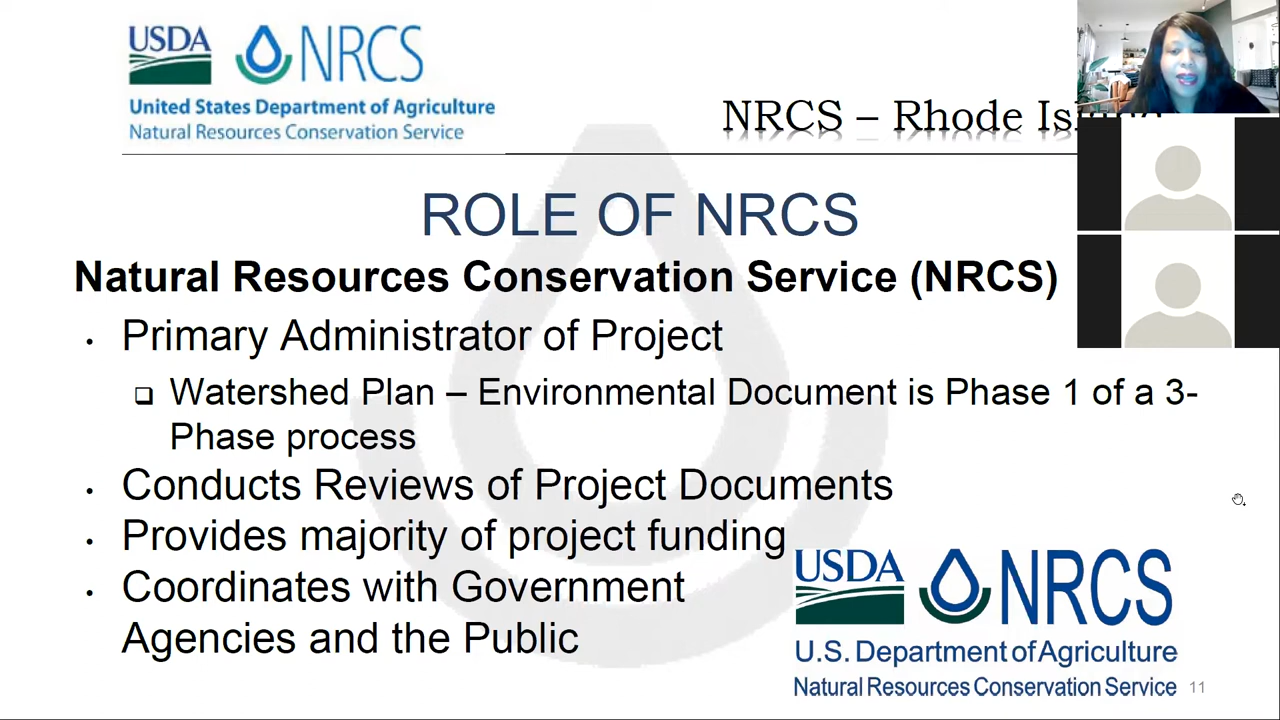 USDA NRCS
United States Department of Agriculture
Natural Resources Conservation Service
NRCS – Rhode Island
ROLE OF NRCS
Natural Resources Conservation Service (NRCS)
• Primary Administrator of Project
❑ Watershed Plan – Environmental Document is Phase 1 of a 3-
Phase process
• Conducts Reviews of Project Documents
• Provides majority of project funding
• Coordinates with Government
Agencies and the Public
USDA NRCS
U.S. Department of Agriculture
Natural Resources Conservation Service
11